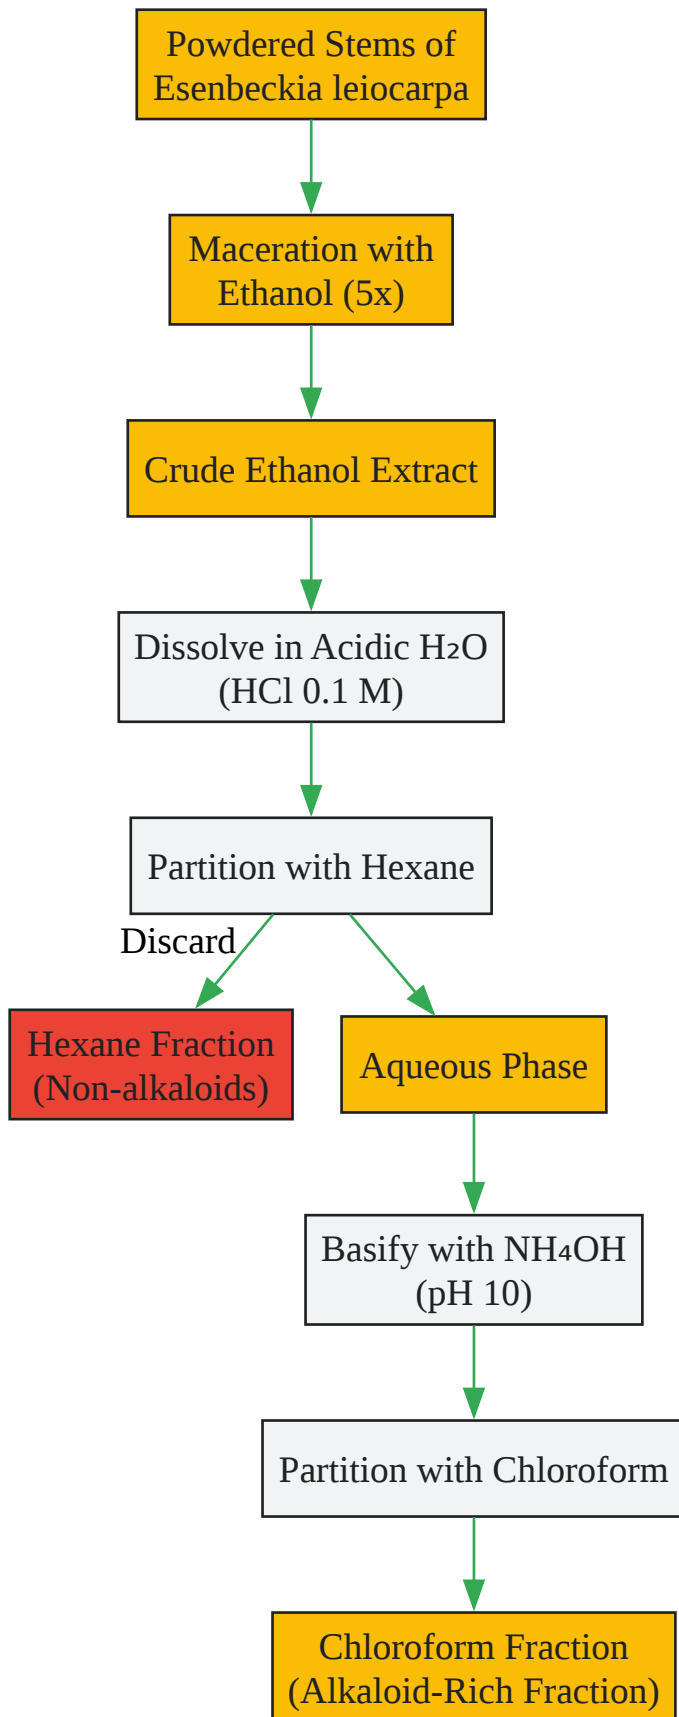 Powdered Stems of
Esenbeckia leiocarpa
Maceration with
Ethanol (5x)
Crude Ethanol Extract
Dissolve in Acidic H₂O
(HCl 0.1 M)
Partition with Hexane
Discard
Hexane Fraction
(Non-alkaloids)
Aqueous Phase
Basify with NH₄OH
(pH 10)
Partition with Chloroform
Chloroform Fraction
(Alkaloid-Rich Fraction)